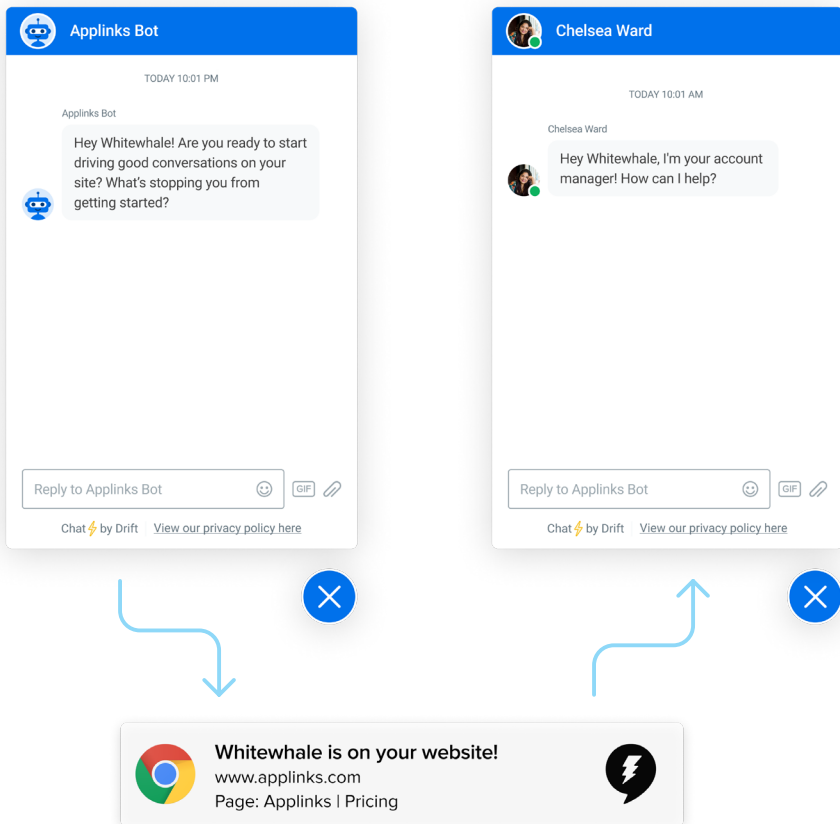 Applinks Bot
TODAY 10:01 PM
Applinks Bot
Hey Whitewhale! Are you ready to start
driving good conversations on your
site? What’s stopping you from
getting started?
Reply to Applinks Bot
GIF
Chat by Drift
View our privacy policy here
Chelsea Ward
TODAY 10:01 AM
Chelsea Ward
Hey Whitewhale, I'm your account
manager! How can I help?
Reply to Applinks Bot
GIF
Chat by Drift
View our privacy policy here
Whitewhale is on your website!
www.applinks.com
Page: Applinks | Pricing